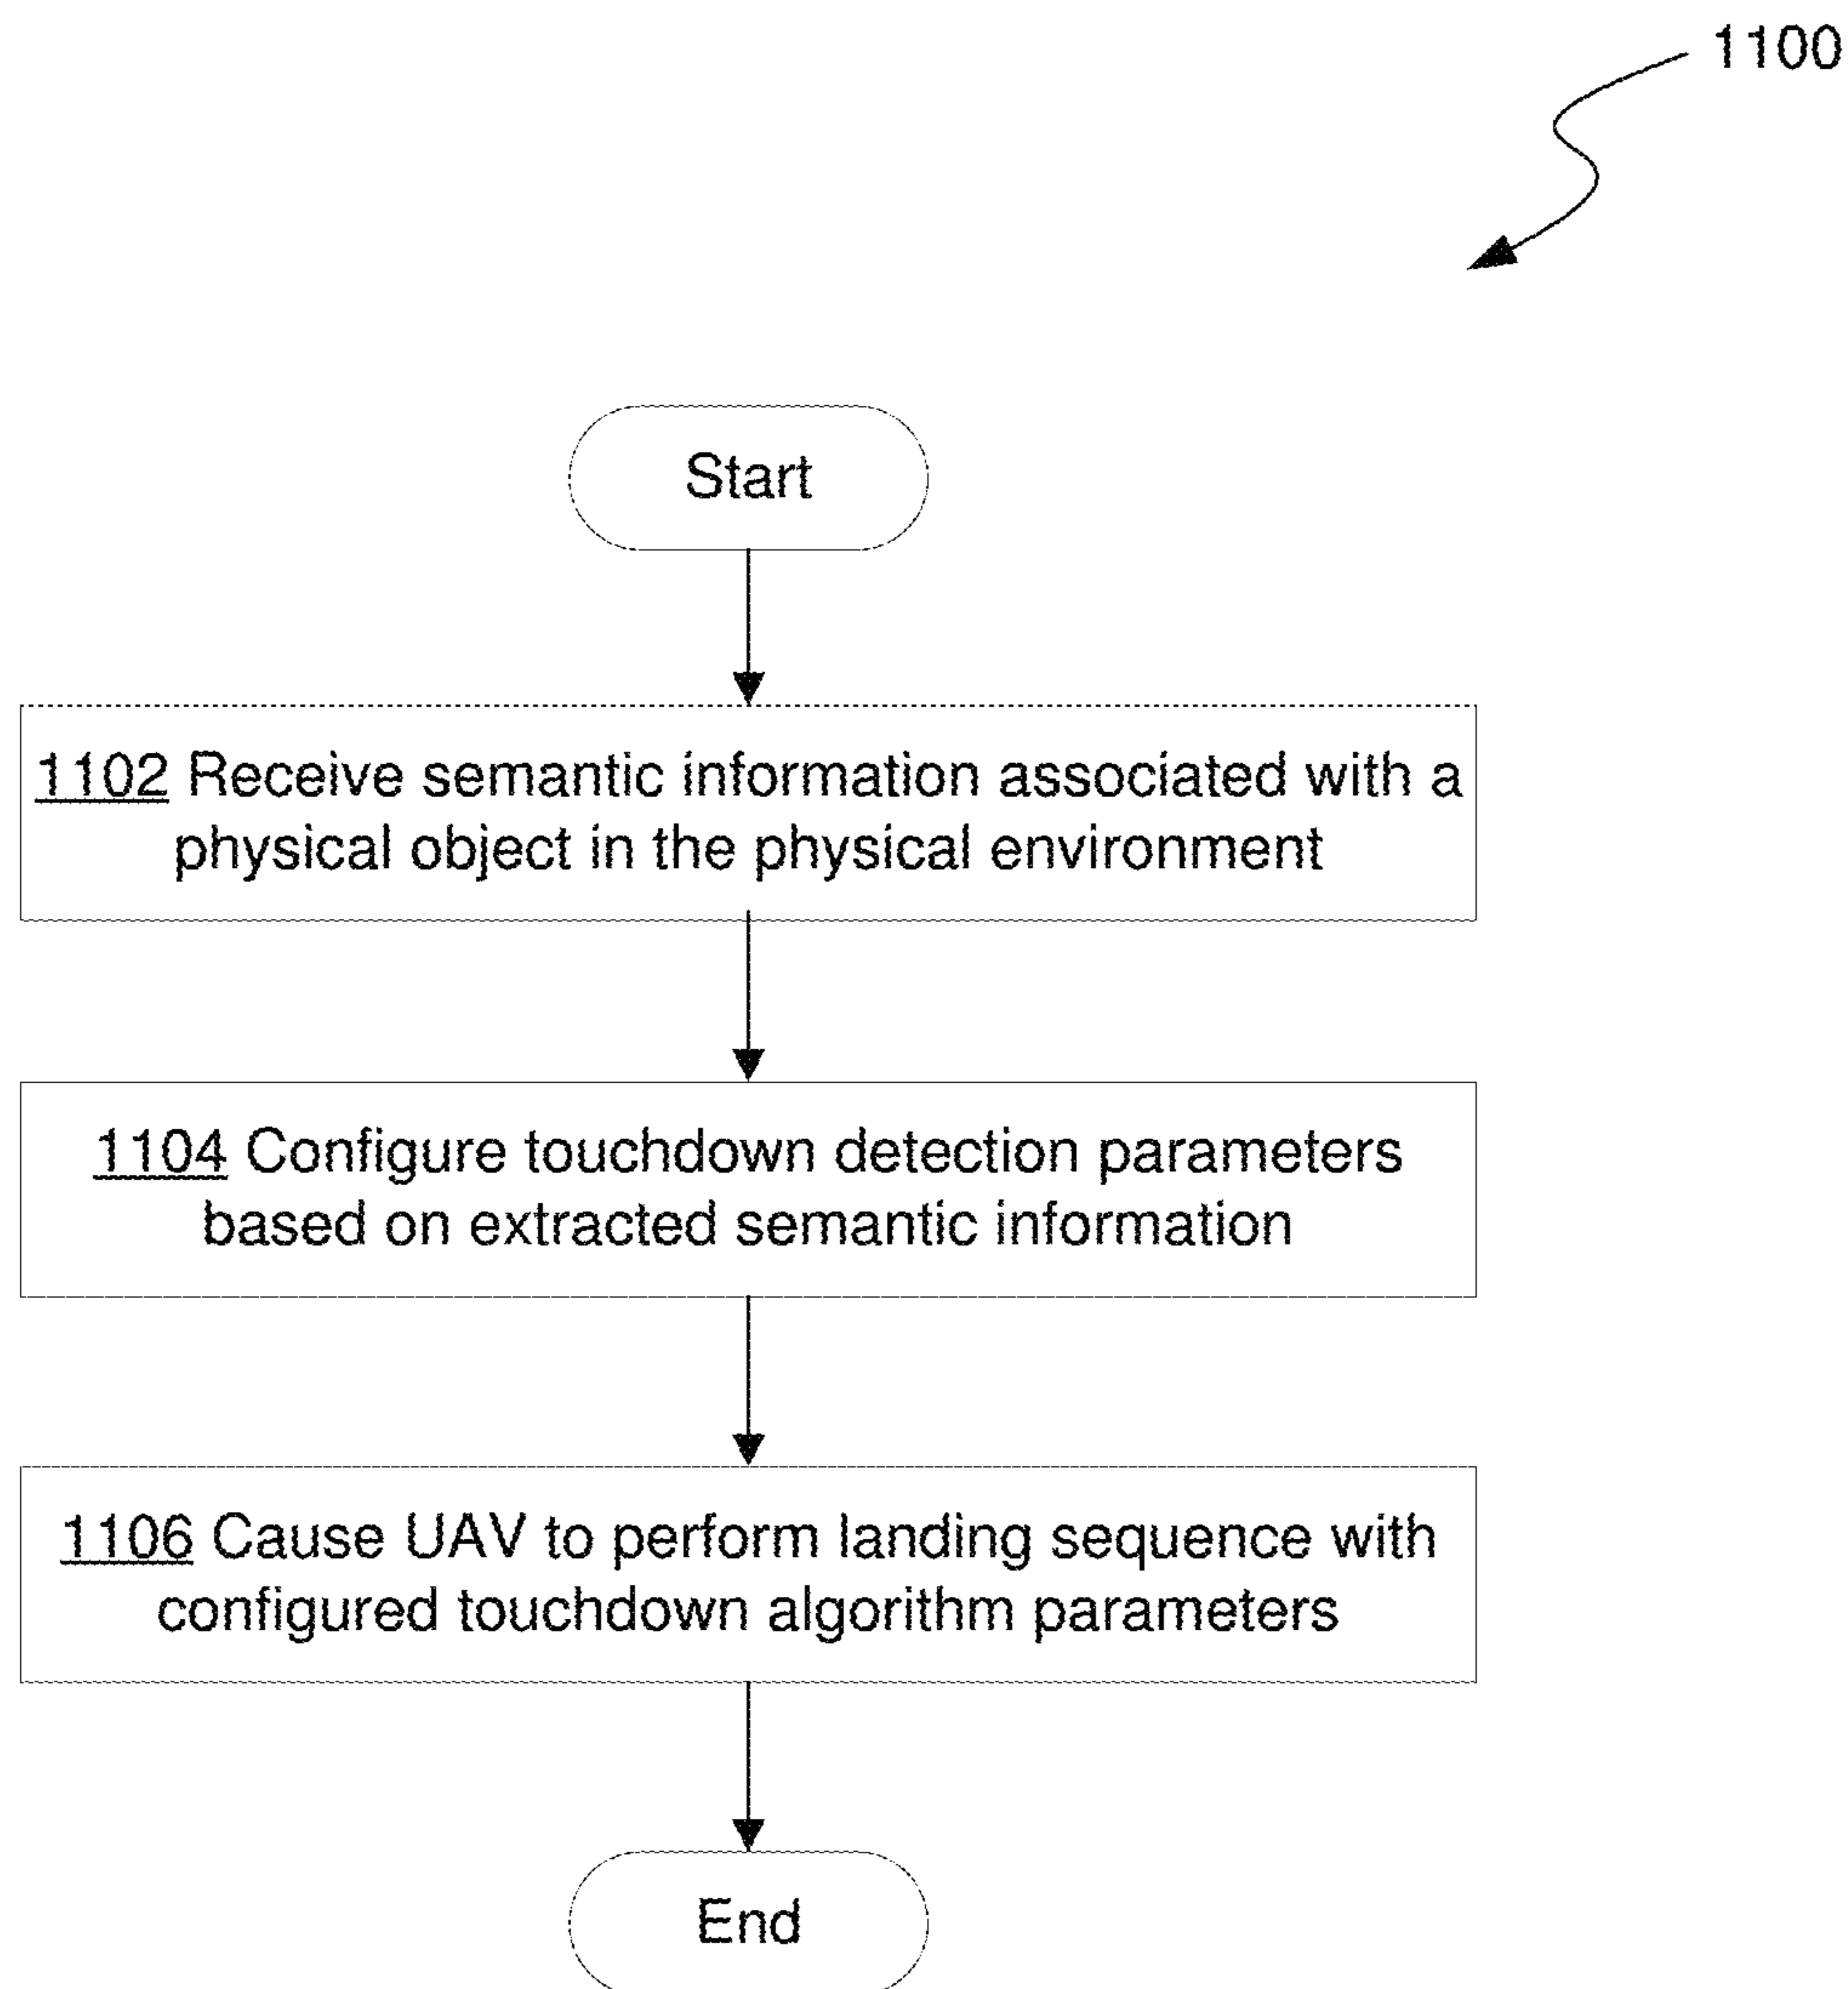 1100
Start
1102 Receive semantic information associated with a
physical object in the physical environment
1104 Configure touchdown detection parameters
based on extracted semantic information
1106 Cause UAV to perform landing sequence with
configured touchdown algorithm parameters
End